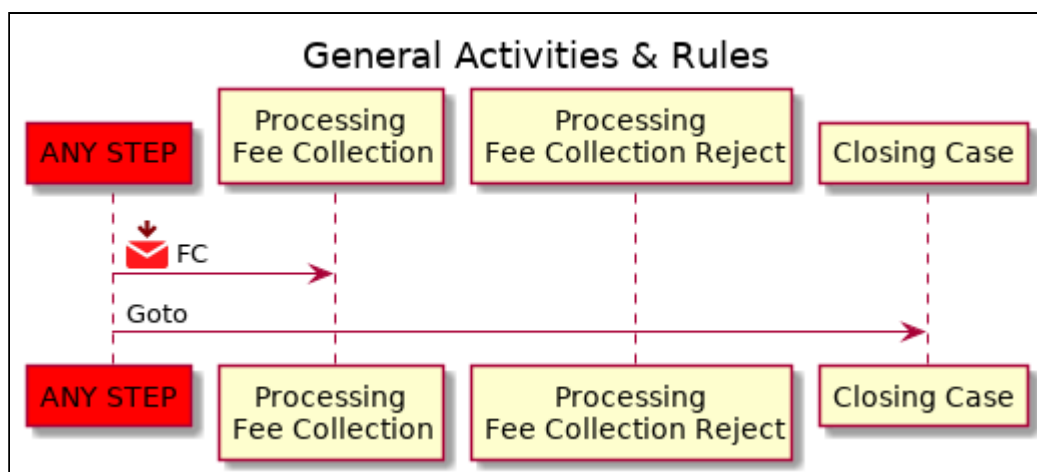 General Activities & Rules
ANY STEP
Processing
Fee Collection
Processing
Fee Collection Reject
Closing Case
FC
Goto
ANY STEP
Processing
Fee Collection
Processing
Fee Collection Reject
Closing Case